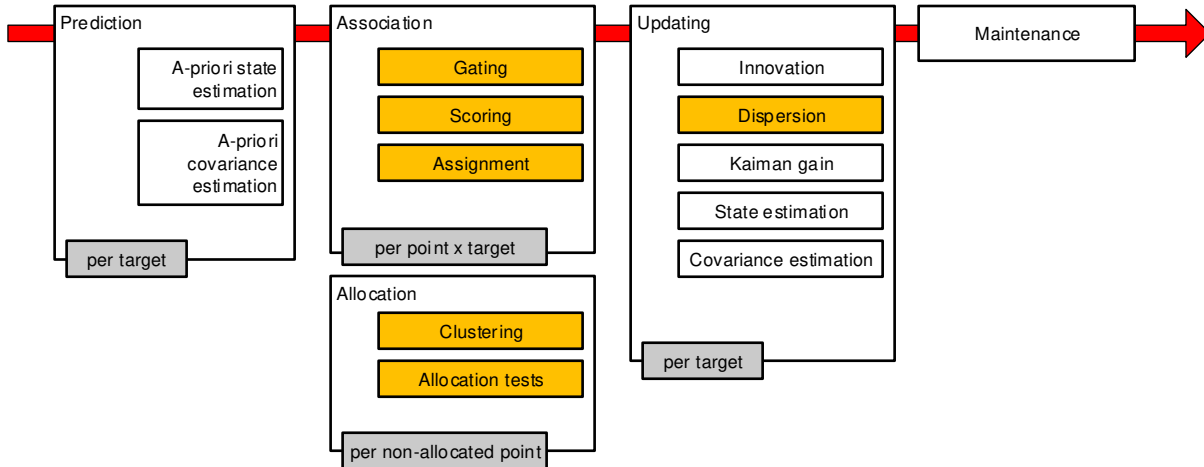 Prediction
A-priori state
estimation
A-priori
covariance
estimation
per target
Association
Gating
Scoring
Assignment
per point x target
Allocation
Clustering
Allocation tests
per non-allocated point
Updating
Innovation
Dispersion
Kaiman gain
State estimation
Covariance estimation
per target
Maintenance